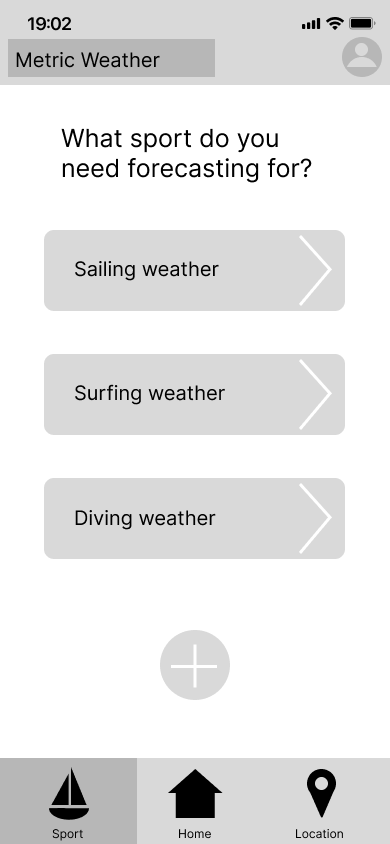 19:02
Metric Weather
What sport do you
need forecasting for?
Sailing weather
Surfing weather
Diving weather
Sport
Home
Location